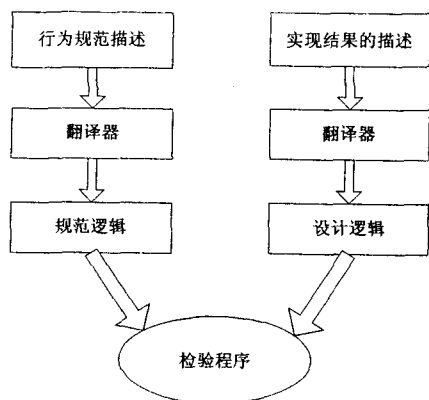 行为规范描述
实现结果的描述
翻译器
翻译器
规范逻辑
设计逻辑
检验程序